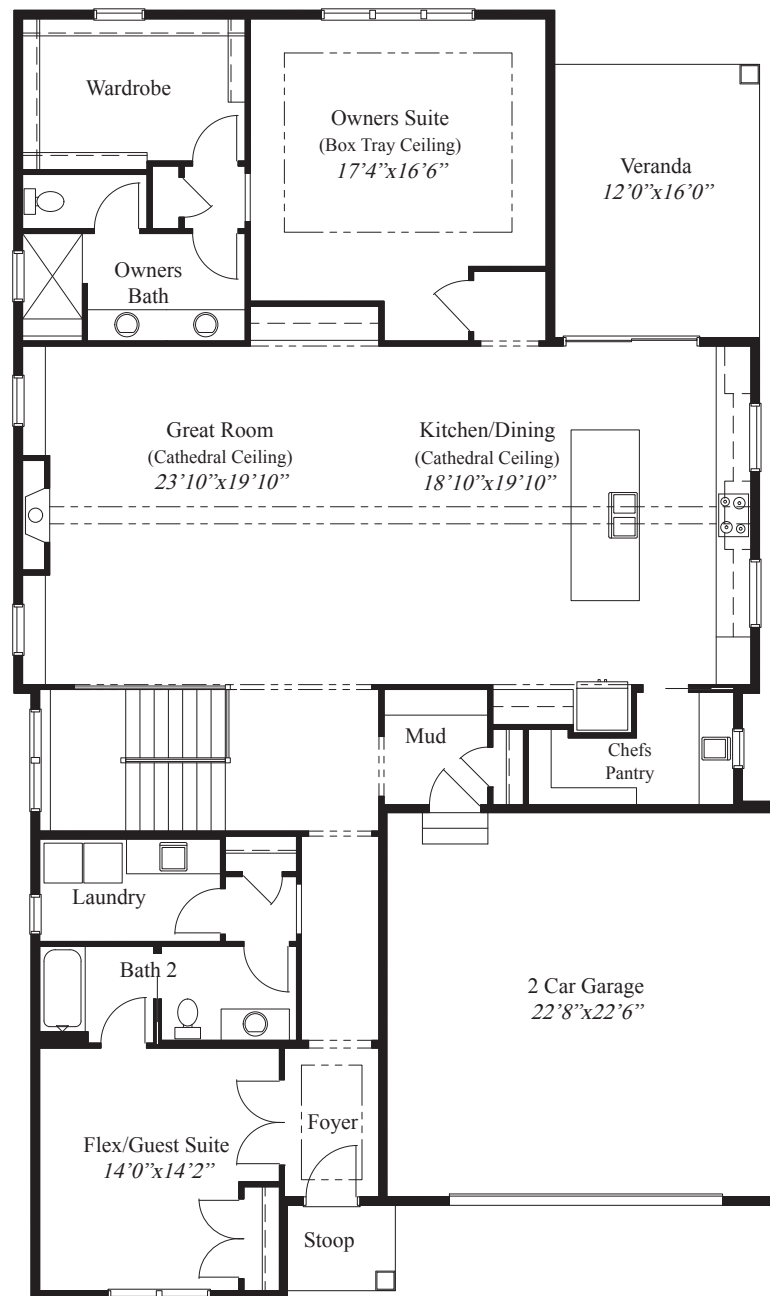 Wardrobe
Owners Suite
(Box Tray Ceiling)
17’4”x16’6”
Veranda
12’0”x16’0”
Owners
Bath
Great Room
(Cathedral Ceiling)
23’10”x19’10”
Kitchen/Dining
(Cathedral Ceiling)
18’10”x19’10”
Mud
Chefs
Pantry
Laundry
Bath 2
2 Car Garage
22’8”x22’6”
Flex/Guest Suite
14’0”x14’2”
Foyer
Stoop